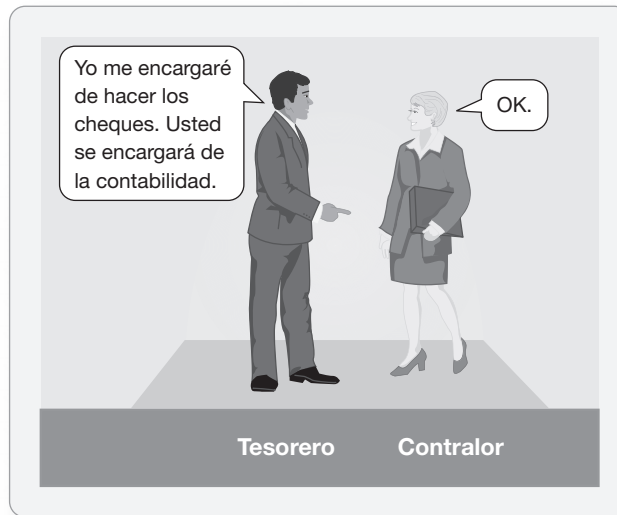 Yo me encargaré
de hacer los
cheques. Usted
se encargará de
la contabilidad.
OK.
Tesorero
Contralor